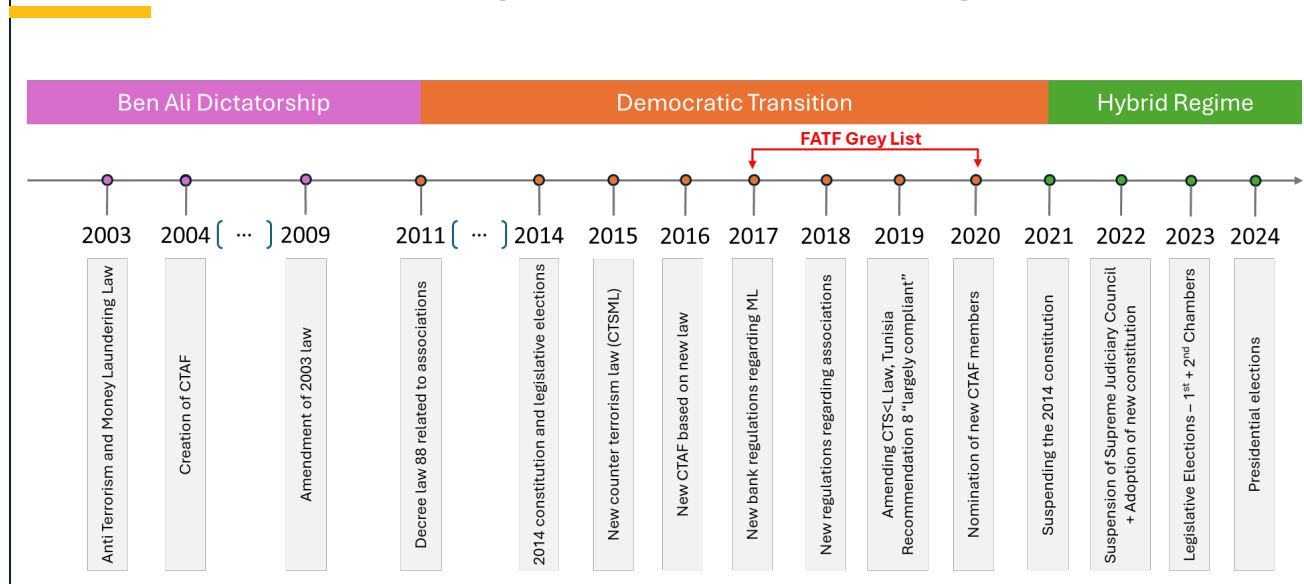 Ben Ali Dictatorship
Democratic Transition
Hybrid Regime
FATF Grey List
2003
2004
...
2009
2011
...
2014
2015
2016
2017
2018
2019
2020
2021
2022
2023
2024
Anti Terrorism and Money Laundering Law
Creation of CTAF
Amendment of 2003 law
Decree law 88 related to associations
2014 constitution and legislative elections
New counter terrorism law (CTSML)
New CTAF based on new law
New bank regulations regarding ML
New regulations regarding associations
Amending CTS<L law, Tunisia
Recommendation 8 “largely compliant”
Nomination of new CTAF members
Suspending the 2014 constitution
Suspension of Supreme Judiciary Council
+ Adoption of new constitution
Legislative Elections – 1st + 2nd Chambers
Presidential elections